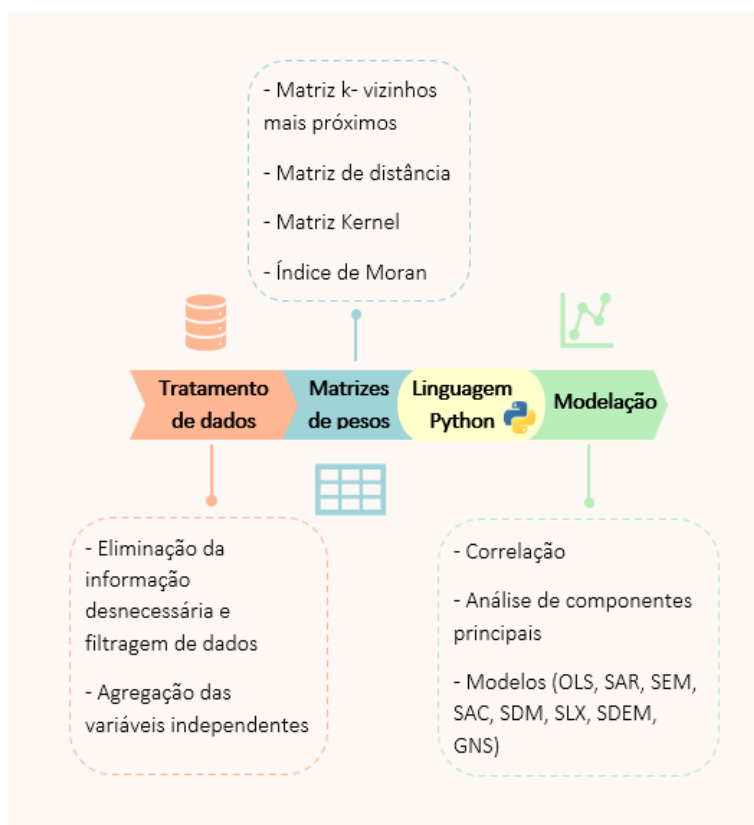 - Matriz k- vizinhos
mais próximos
- Matriz de distância
- Matriz Kernel
- Índice de Moran
Tratamento
de dados
Matrizes
de pesos
Linguagem
Python
Modelação
- Eliminação da
informação
desnecessária e
filtragem de dados
- Agregação das
variáveis independentes
- Correlação
- Análise de componentes
principais
- Modelos (OLS, SAR, SEM,
SAC, SDM, SLX, SDEM,
GNS)